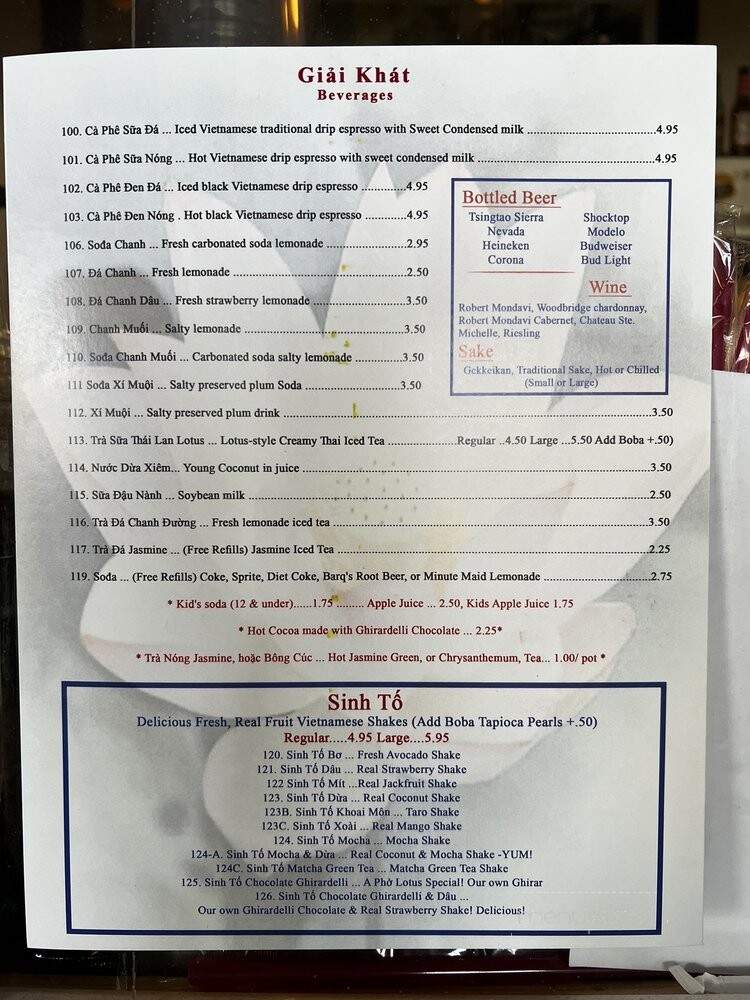 Giải Khát
Beverages
100. Cà Phê Sữa Đá ... Iced Vietnamese traditional drip espresso with Sweet Condensed milk ....................................4.95
101. Cà Phê Sữa Nóng ... Hot Vietnamese drip espresso with sweet condensed milk ................................................4.95
102. Cà Phê Đen Đá ... Iced black Vietnamese drip espresso ............4.95
103. Cà Phê Đen Nóng . Hot black Vietnamese drip espresso ...........4.95
106. Soda Chanh ... Fresh carbonated soda lemonade .....................2.95
107. Đá Chanh ... Fresh lemonade ..............................................2.50
108. Đá Chanh Dâu ... Fresh strawberry lemonade .........................3.50
109. Chanh Muối ... Salty lemonade ...........................................3.50
110. Soda Chanh Muối ... Carbonated soda salty lemonade .............3.50
111 Soda Xí Muội ... Salty preserved plum Soda ..........................3.50
Bottled Beer
Tsingtao Sierra Shocktop
Nevada Modelo
Heineken Budweiser
Corona Bud Light
Wine
Robert Mondavi, Woodbridge chardonnay,
Robert Mondavi Cabernet, Chateau Ste.
Michelle, Riesling
Sake
Gekkeikan, Traditional Sake, Hot or Chilled
(Small or Large)
112. Xí Muội ... Salty preserved plum drink ................................................................................................3.50
113. Trà Sữa Thái Lan Lotus ... Lotus-style Creamy Thai Iced Tea ..................Regular ..4.50 Large ...5.50 Add Boba +.50)
114. Nước Dừa Xiêm... Young Coconut in juice ..........................................................................................3.50
115. Sữa Đậu Nành ... Soybean milk ........................................................................................................2.50
116. Trà Đá Chanh Đường ... Fresh lemonade iced tea ..................................................................................3.50
117. Trà Đá Jasmine ... (Free Refills) Jasmine Iced Tea ................................................................................2.25
119. Soda ... (Free Refills) Coke, Sprite, Diet Coke, Barq's Root Beer, or Minute Maid Lemonade .................................2.75
* Kid's soda (12 & under)......1.75 ......... Apple Juice ... 2.50, Kids Apple Juice 1.75
* Hot Cocoa made with Ghirardelli Chocolate ... 2.25*
* Trà Nóng Jasmine, hoặc Bông Cúc ... Hot Jasmine Green, or Chrysanthemum, Tea... 1.00/ pot *
Sinh Tố
Delicious Fresh, Real Fruit Vietnamese Shakes (Add Boba Tapioca Pearls +.50)
Regular.....4.95 Large....5.95
120. Sinh Tố Bơ ... Fresh Avocado Shake
121. Sinh Tố Dâu ... Real Strawberry Shake
122 Sinh Tố Mít ...Real Jackfruit Shake
123. Sinh Tố Dừa ... Real Coconut Shake
123B. Sinh Tố Khoai Môn ... Taro Shake
123C. Sinh Tố Xoài ... Real Mango Shake
124. Sinh Tố Mocha ... Mocha Shake
124-A. Sinh Tố Mocha & Dừa ... Real Coconut & Mocha Shake -YUM!
124C. Sinh Tố Matcha Green Tea ... Matcha Green Tea Shake
125. Sinh Tố Chocolate Ghirardelli ... A Phở Lotus Special! Our own Ghirar
126. Sinh Tố Chocolate Ghirardelli & Dâu ...
Our own Ghirardelli Chocolate & Real Strawberry Shake! Delicious!